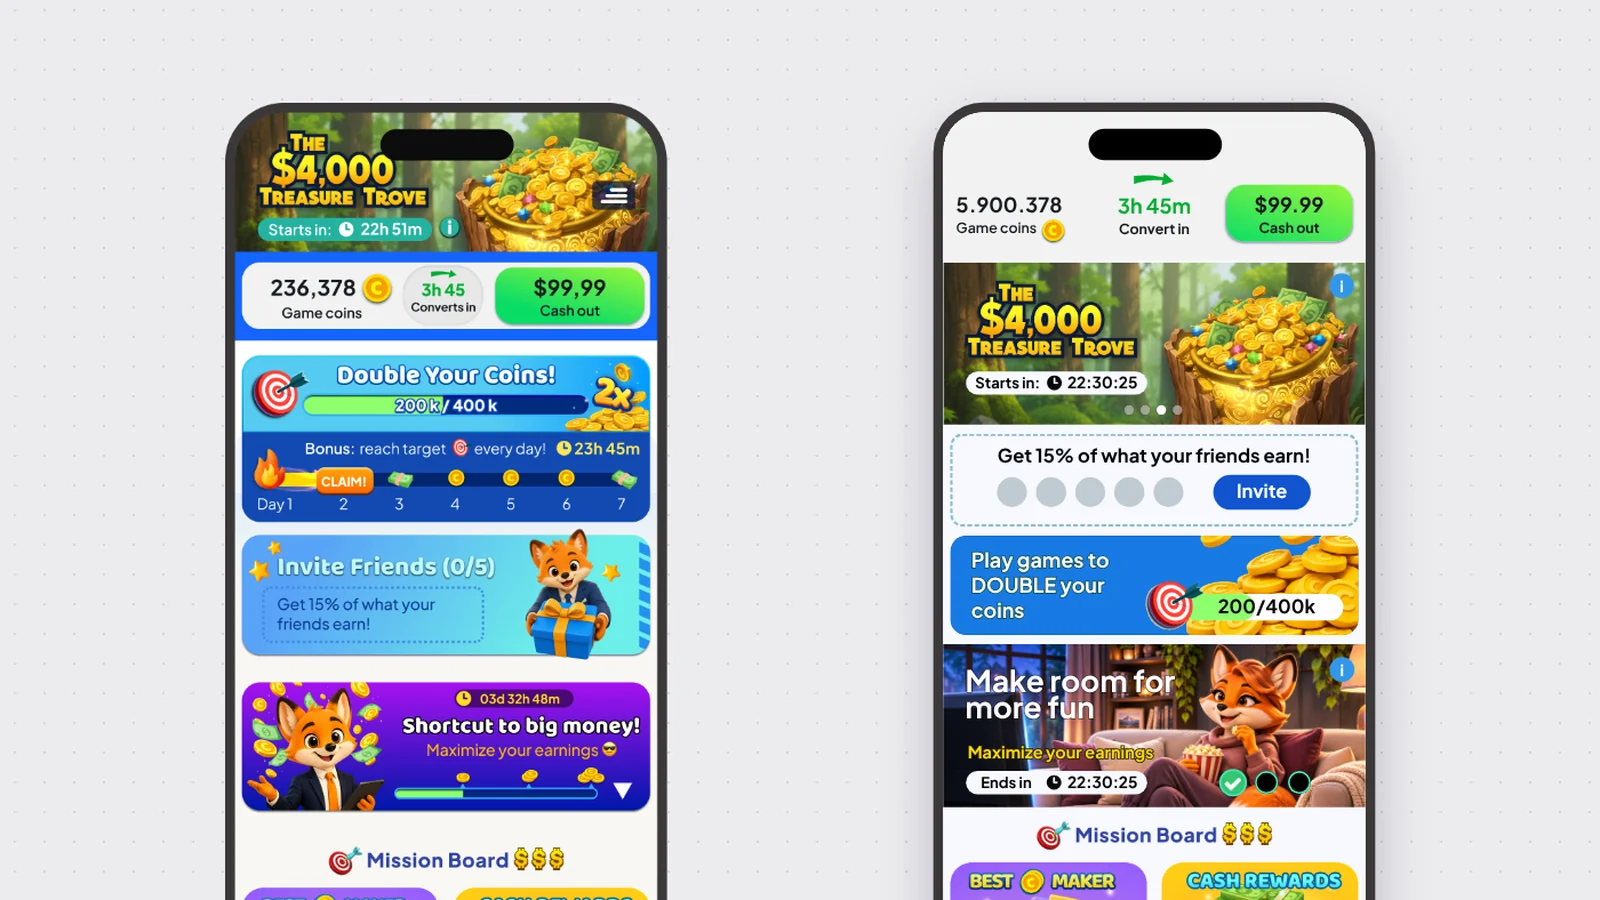 THE
$4,000
TREASURE TROVE
Starts in: 22h 51m i
236,378 C
Game coins
3h 45
Converts in
$99,99
Cash out
Double Your Coins!
200 k / 400 k
2x
Bonus: reach target every day! 23h 45m
CLAIM!
Day 1 2 3 4 5 6 7
Invite Friends (0/5)
Get 15% of what your
friends earn!
03d 32h 48m
Shortcut to big money!
Maximize your earnings
Mission Board $$$
5.900.378
Game coins C
3h 45m
Convert in
$99.99
Cash out
i
THE
$4,000
TREASURE TROVE
Starts in: 22:30:25
Get 15% of what your friends earn!
Invite
Play games to
DOUBLE your
coins
200/400k
i
Make room for
more fun
Maximize your earnings
Ends in 22:30:25
Mission Board $$$
BEST C MAKER
CASH REWARDS